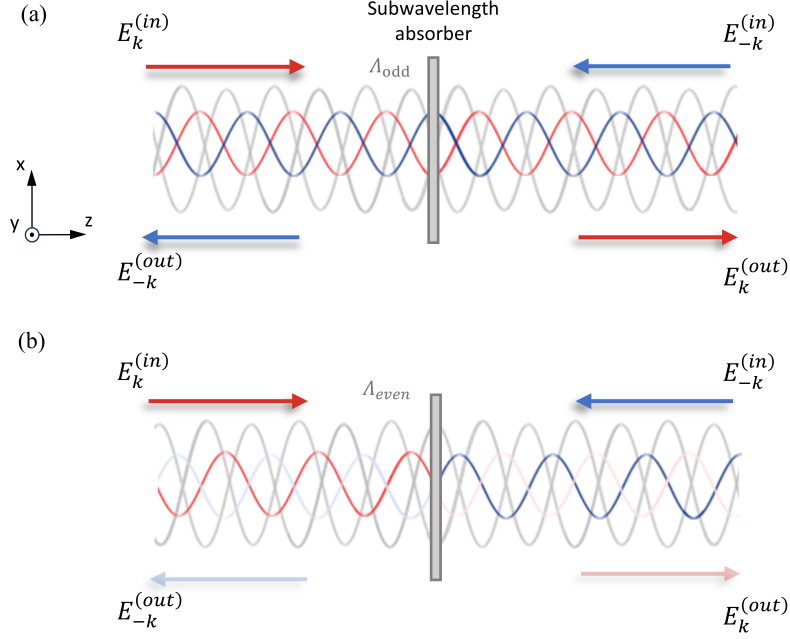 (a)
Subwavelength
absorber
E_k^{(in)}
E_{-k}^{(in)}
Λ_odd
x
y
z
E_{-k}^{(out)}
E_k^{(out)}
(b)
E_k^{(in)}
E_{-k}^{(in)}
Λ_even
E_{-k}^{(out)}
E_k^{(out)}